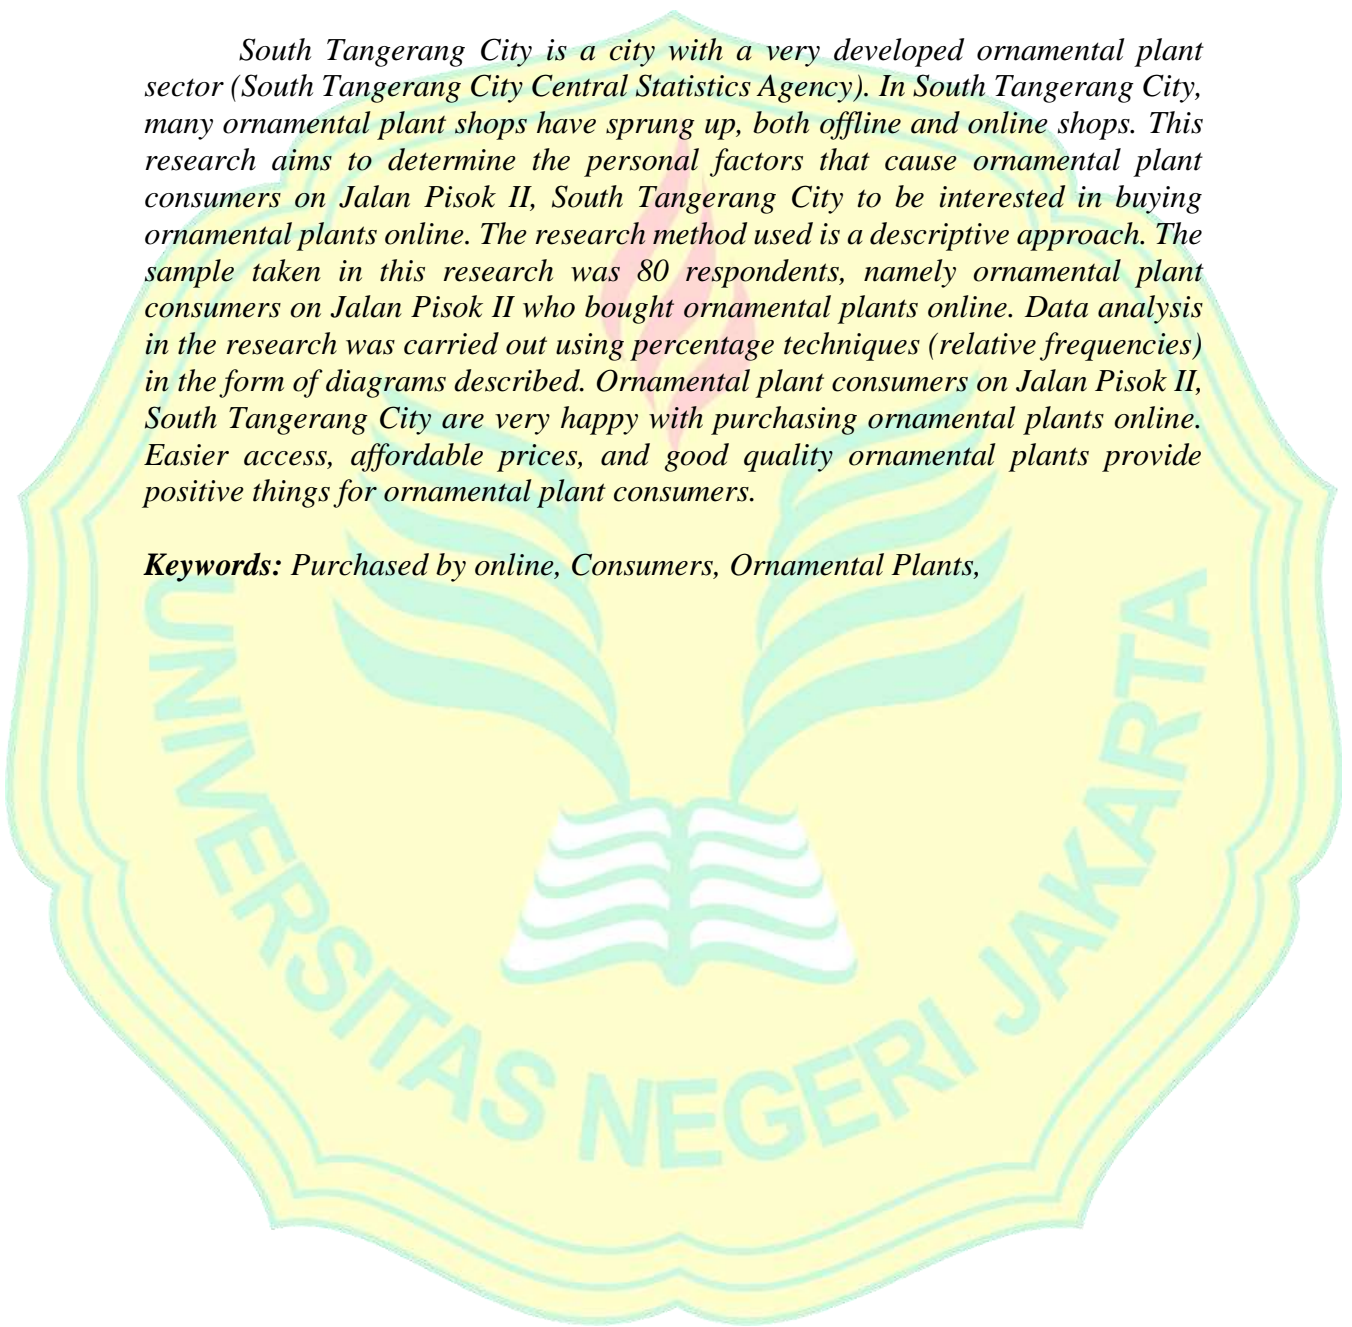 South Tangerang City is a city with a very developed ornamental plant
sector (South Tangerang City Central Statistics Agency). In South Tangerang City,
many ornamental plant shops have sprung up, both offline and online shops. This
research aims to determine the personal factors that cause ornamental plant
consumers on Jalan Pisok II, South Tangerang City to be interested in buying
ornamental plants online. The research method used is a descriptive approach. The
sample taken in this research was 80 respondents, namely ornamental plant
consumers on Jalan Pisok II who bought ornamental plants online. Data analysis
in the research was carried out using percentage techniques (relative frequencies)
in the form of diagrams described. Ornamental plant consumers on Jalan Pisok II,
South Tangerang City are very happy with purchasing ornamental plants online.
Easier access, affordable prices, and good quality ornamental plants provide
positive things for ornamental plant consumers.
Keywords: Purchased by online, Consumers, Ornamental Plants,
UNIVERSITAS NEGERI JAKARTA